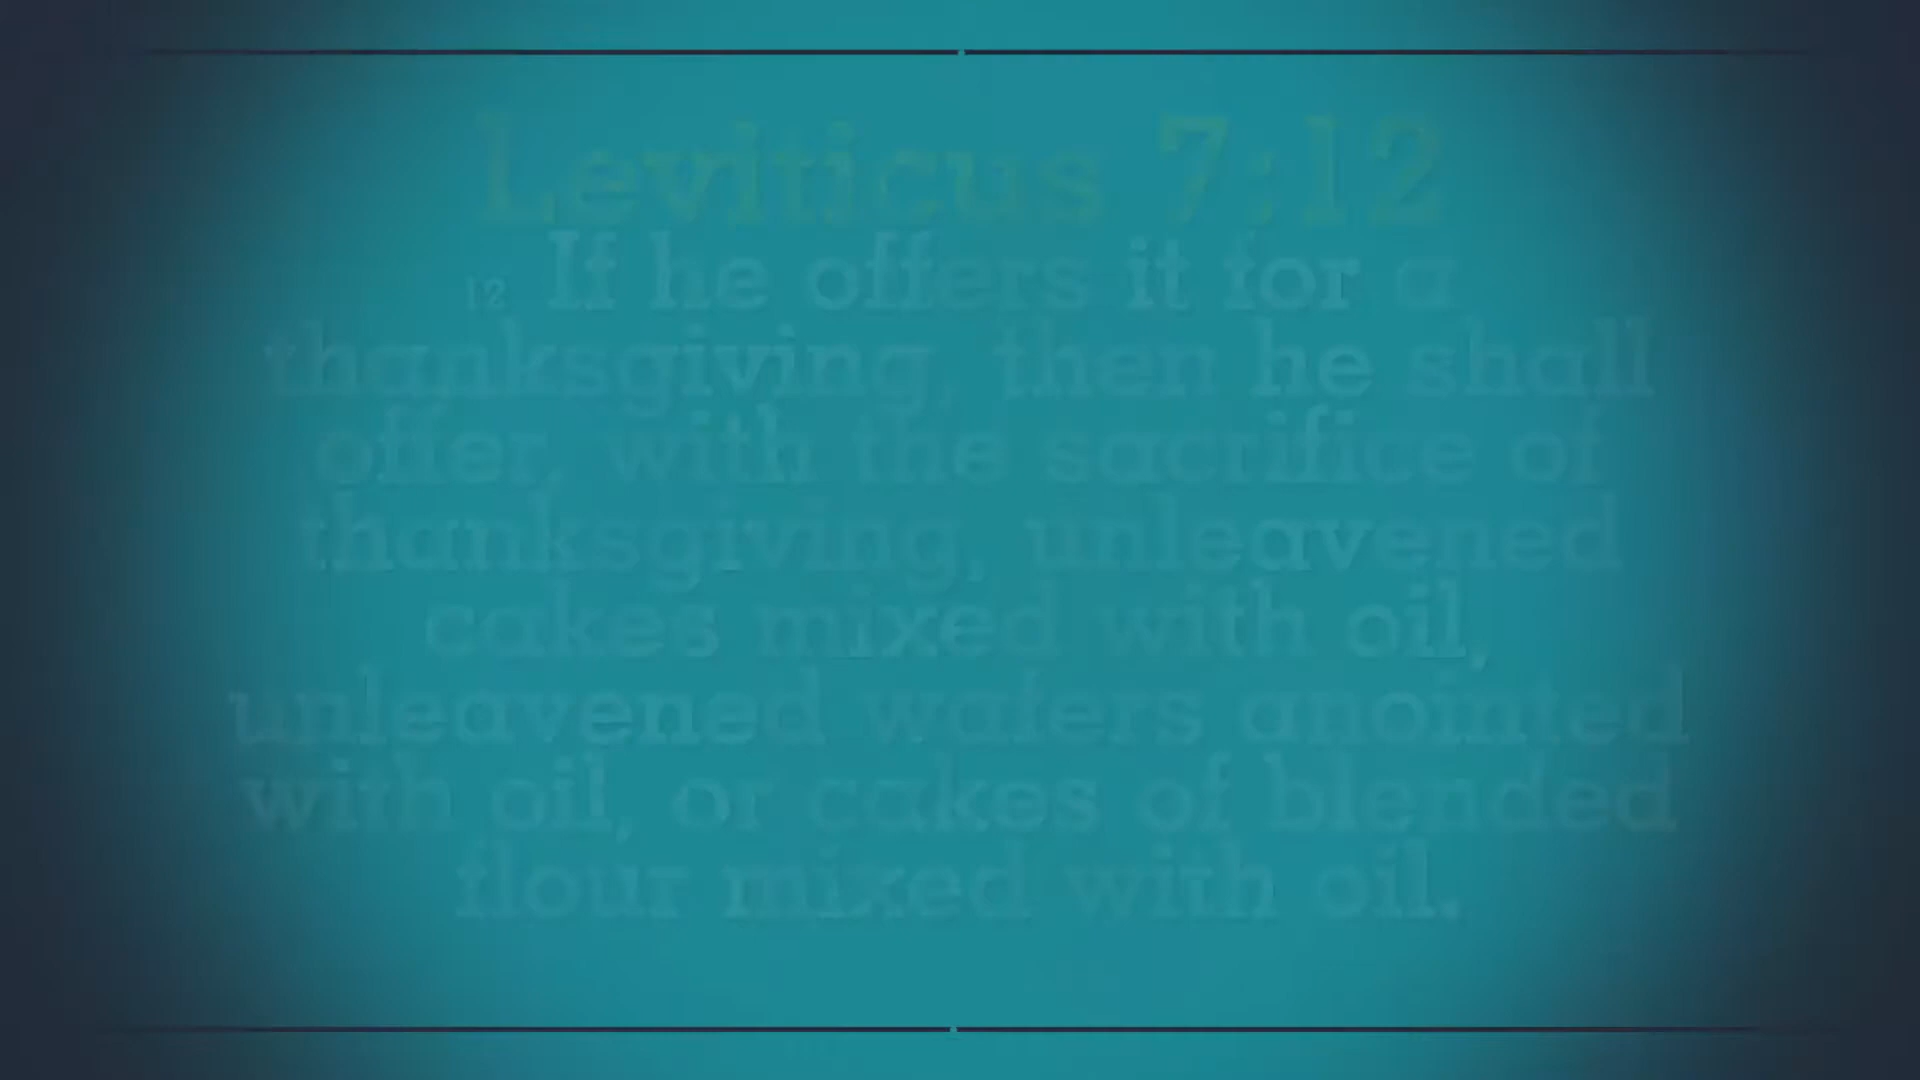 Leviticus 7:12
12 If he offers it for a
thanksgiving, then he shall
offer, with the sacrifice of
thanksgiving, unleavened
cakes mixed with oil,
unleavened wafers anointed
with oil, or cakes of blended
flour mixed with oil.